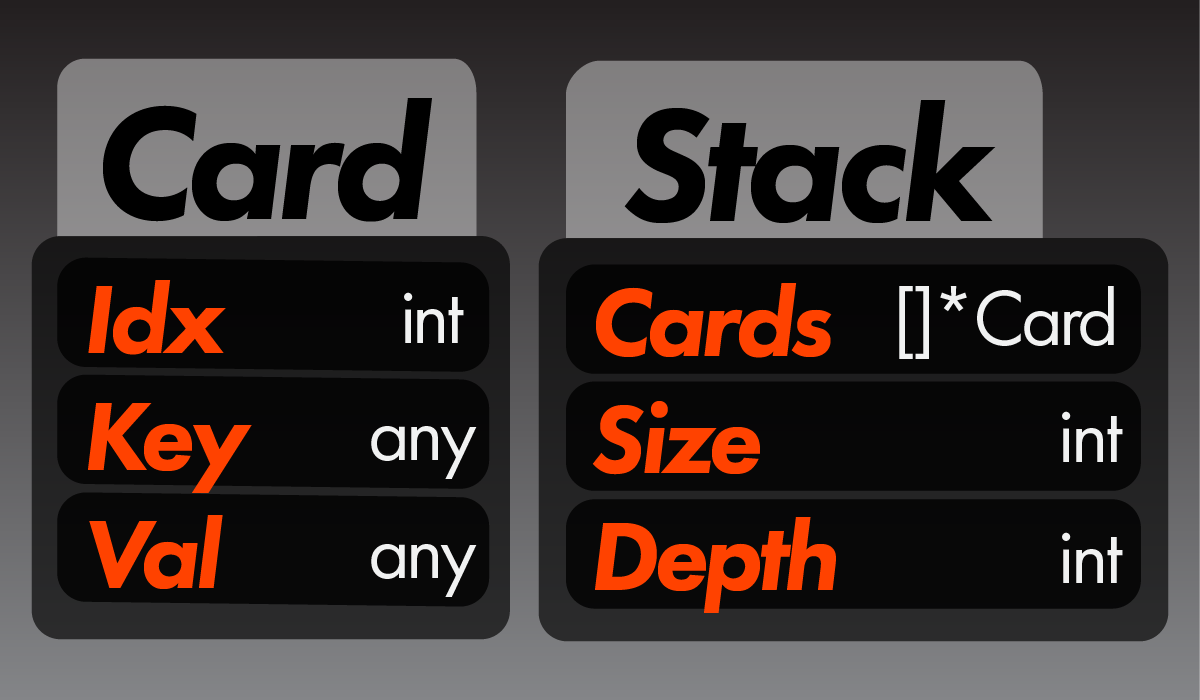 Card
Idx int
Key any
Val any
Stack
Cards []*Card
Size int
Depth int